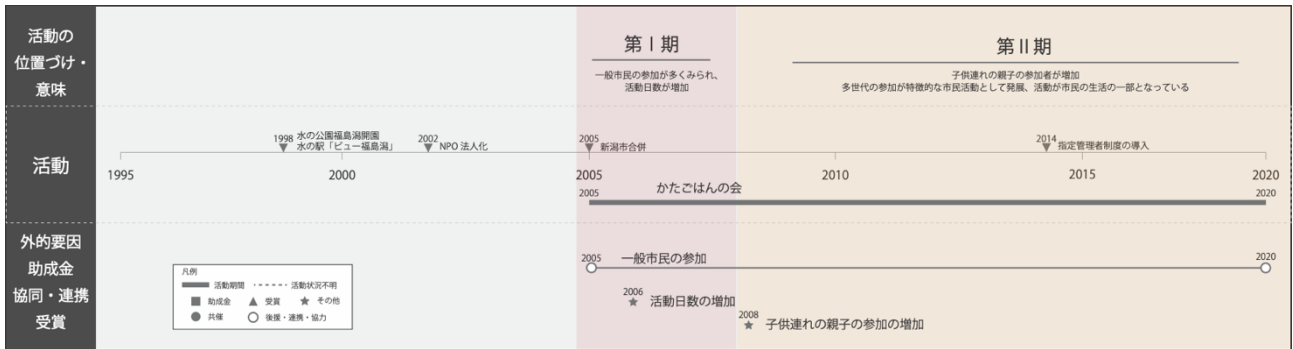 活動の
位置づけ・
意味
第Ⅰ期
一般市民の参加が多くみられ、
活動日数が増加
第Ⅱ期
子供連れの親子の参加者が増加
多世代の参加が特徴的な市民活動として発展、活動が市民の生活の一部となっている
活動
1998 水の公園福島潟開園
水の駅「ビュー福島潟」
2002 NPO 法人化
2005 新潟市合併
2014 指定管理者制度の導入
1995 2000 2005 2010 2015 2020
かたごはんの会
2005 2020
外的要因
助成金
協同・連携
受賞
2005 一般市民の参加 2020
2006 活動日数の増加
2008 子供連れの親子の参加の増加
凡例
活動期間 活動状況不明
助成金 受賞 その他
共催 後援・連携・協力